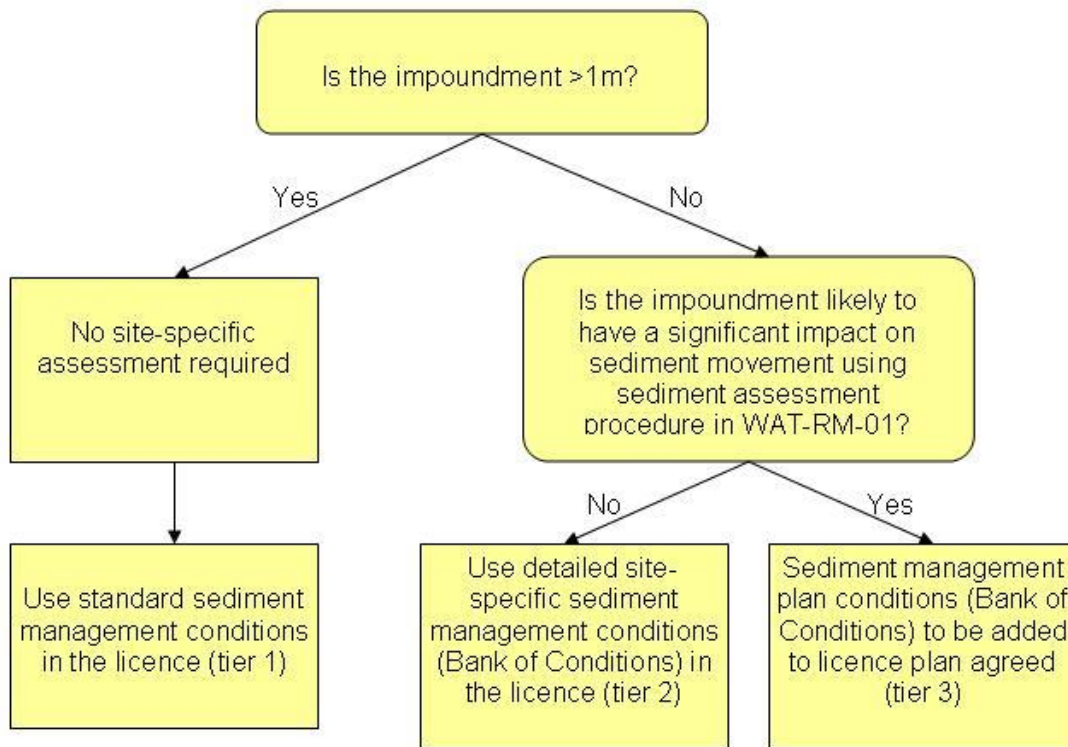 Is the impoundment >1m?
Yes
No
No site-specific
assessment required
Is the impoundment likely to
have a significant impact on
sediment movement using
sediment assessment
procedure in WAT-RM-01?
No
Yes
Use standard sediment
management conditions
in the licence (tier 1)
Use detailed site-
specific sediment
management conditions
(Bank of Conditions) in
the licence (tier 2)
Sediment management
plan conditions (Bank of
Conditions) to be added
to licence plan agreed
(tier 3)